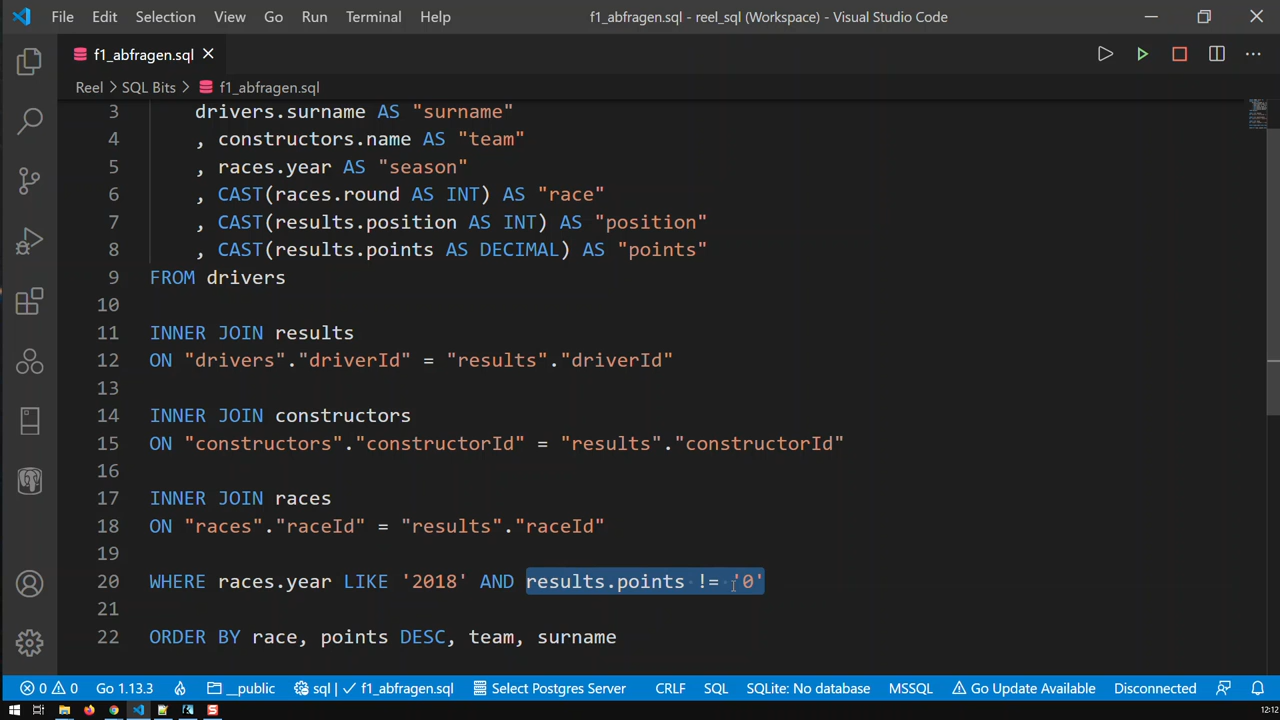 File Edit Selection View Go Run Terminal Help f1_abfragen.sql - reel_sql (Workspace) - Visual Studio Code
f1_abfragen.sql
Reel > SQL Bits > f1_abfragen.sql
3 drivers.surname AS "surname"
4 , constructors.name AS "team"
5 , races.year AS "season"
6 , CAST(races.round AS INT) AS "race"
7 , CAST(results.position AS INT) AS "position"
8 , CAST(results.points AS DECIMAL) AS "points"
9 FROM drivers
10
11 INNER JOIN results
12 ON "drivers"."driverId" = "results"."driverId"
13
14 INNER JOIN constructors
15 ON "constructors"."constructorId" = "results"."constructorId"
16
17 INNER JOIN races
18 ON "races"."raceId" = "results"."raceId"
19
20 WHERE races.year LIKE '2018' AND results.points != '0'
21
22 ORDER BY race, points DESC, team, surname
0 0 Go 1.13.3 __public sql | ✓ f1_abfragen.sql Select Postgres Server CRLF SQL SQLite: No database MSSQL Go Update Available Disconnected
12:12